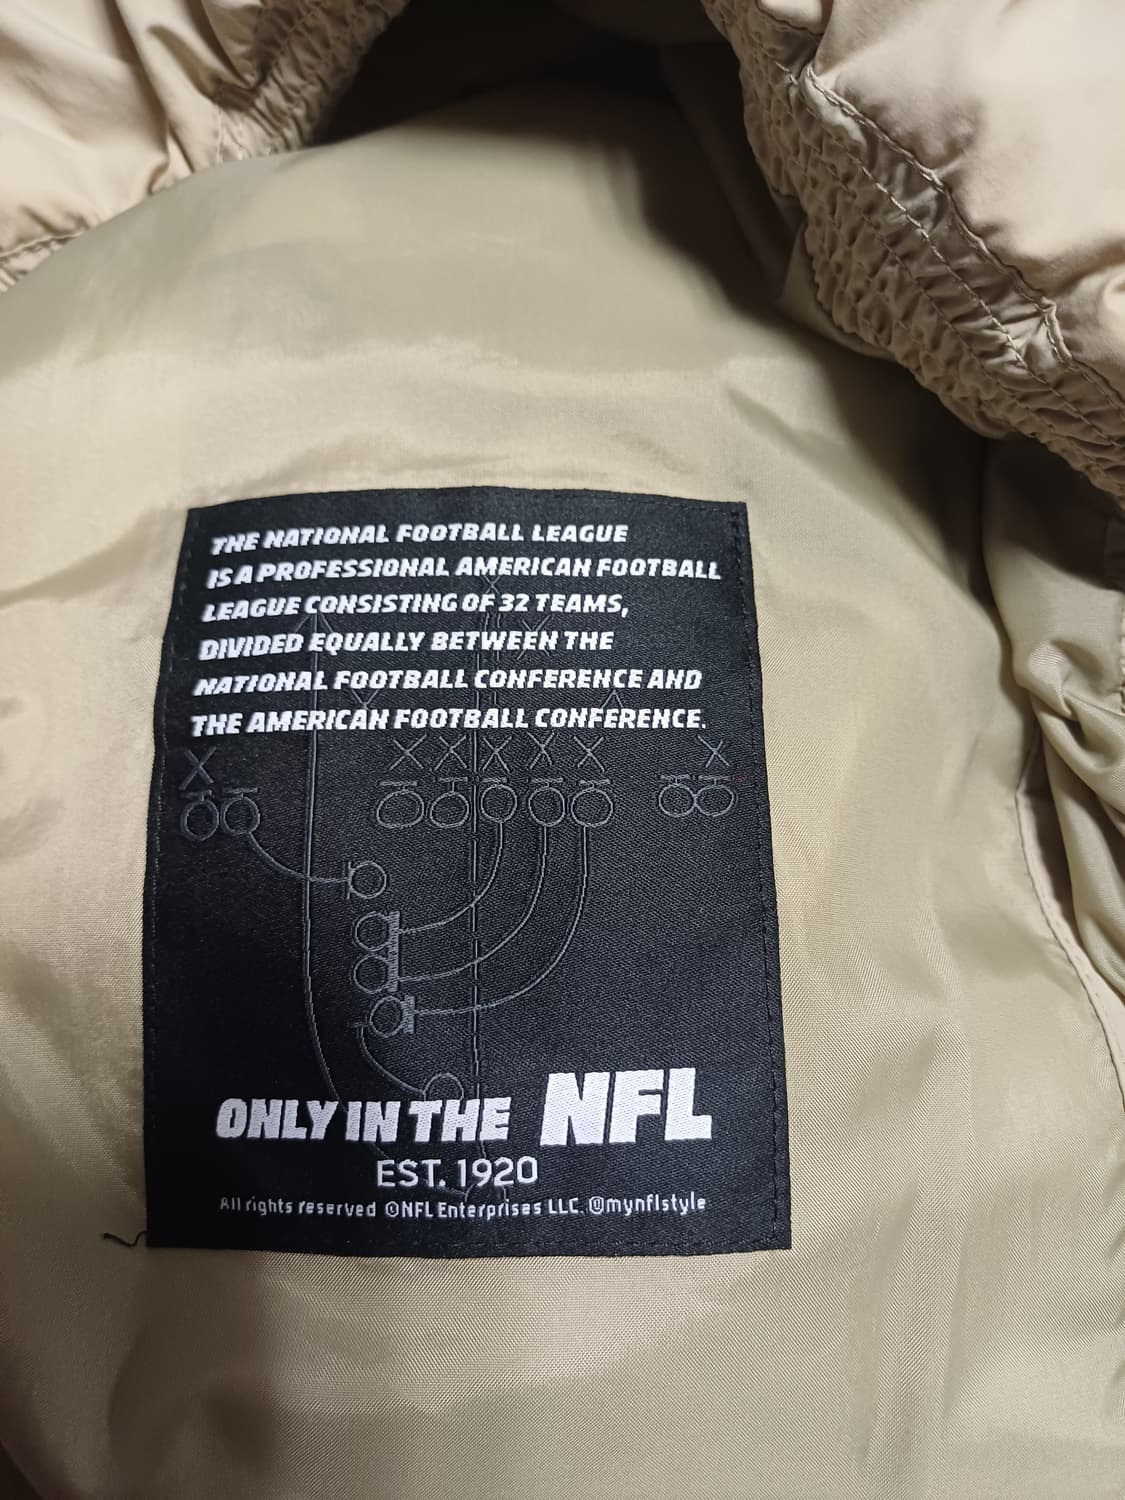 THE NATIONAL FOOTBALL LEAGUE
IS A PROFESSIONAL AMERICAN FOOTBALL
LEAGUE CONSISTING OF 32 TEAMS,
DIVIDED EQUALLY BETWEEN THE
NATIONAL FOOTBALL CONFERENCE AND
THE AMERICAN FOOTBALL CONFERENCE.
ONLY IN THE NFL
EST. 1920
All rights reserved ©NFL Enterprises LLC. @mynflstyle